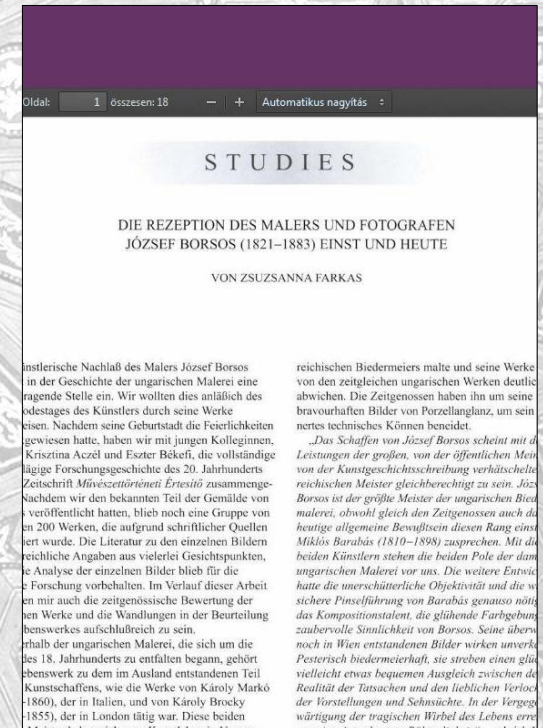 Oldal: 1 összesen: 18 − + Automatikus nagyítás
STUDIES
DIE REZEPTION DES MALERS UND FOTOGRAFEN
JÓZSEF BORSOS (1821–1883) EINST UND HEUTE
VON ZSUZSANNA FARKAS
instlerische Nachlaß des Malers József Borsos
in der Geschichte der ungarischen Malerei eine
ragende Stelle ein. Wir wollten dies anläßich des
odestages des Künstlers durch seine Werke
eisen. Nachdem seine Geburtstadt die Feierlichkeiten
gewiesen hatte, haben wir mit jungen Kolleginnen,
Krisztina Aczél und Eszter Békefi, die vollständige
lägige Forschungsgeschichte des 20. Jahrhunderts
Zeitschrift Művészettörténeti Értesítő zusammenge-
Nachdem wir den bekannten Teil der Gemälde von
s veröffentlicht hatten, blieb noch eine Gruppe von
en 200 Werken, die aufgrund schriftlicher Quellen
iert wurde. Die Literatur zu den einzelnen Bildern
reichliche Angaben aus vielerlei Gesichtspunkten,
ie Analyse der einzelnen Bilder blieb für die
e Forschung vorbehalten. Im Verlauf dieser Arbeit
en mir auch die zeitgenössische Bewertung der
nen Werke und die Wandlungen in der Beurteilung
benswerkes aufschlußreich zu sein.
rhalb der ungarischen Malerei, die sich um die
des 18. Jahrhunderts zu entfalten begann, gehört
ebenswerk zu dem im Ausland entstandenen Teil
Kunstschaffens, wie die Werke von Károly Markó
-1860), der in Italien, und von Károly Brocky
-1855), der in London tätig war. Diese beiden
reichischen Biedermeiers malte und seine Werke
von den zeitgleichen ungarischen Werken deutlic
abwichen. Die Zeitgenossen haben ihn um seine
bravourhaften Bilder von Porzellanglanz, um sein
nertes technisches Können beneidet.
„Das Schaffen von József Borsos scheint mit d
Leistungen der großen, von der öffentlichen Mein
von der Kunstgeschichtsschreibung verhätschelte
reichischen Meister gleichberechtigt zu sein. Józs
Borsos ist der größte Meister der ungarischen Bied
malerei, obwohl gleich den Zeitgenossen auch da
heutige allgemeine Bewußtsein diesen Rang einst
Miklós Barabás (1810–1898) zusprechen. Mit die
beiden Künstlern stehen die beiden Pole der dam
ungarischen Malerei vor uns. Die weitere Entwic
hatte die unerschütterliche Objektivität und die w
sichere Pinselführung von Barabás genauso nötig
das Kompositionstalent, die glühende Farbgebung
zaubervolle Sinnlichkeit von Borsos. Seine überw
noch in Wien entstandenen Bilder wirken unverke
Pesterisch biedermeierhaft, sie streben einen glüc
vielleicht etwas bequemen Ausgleich zwischen de
Realität der Tatsachen und den lieblichen Verlock
der Vorstellungen und Sehnsüchte. In der Vergege
wärtigung der tragischen Wirbel des Lebens erre